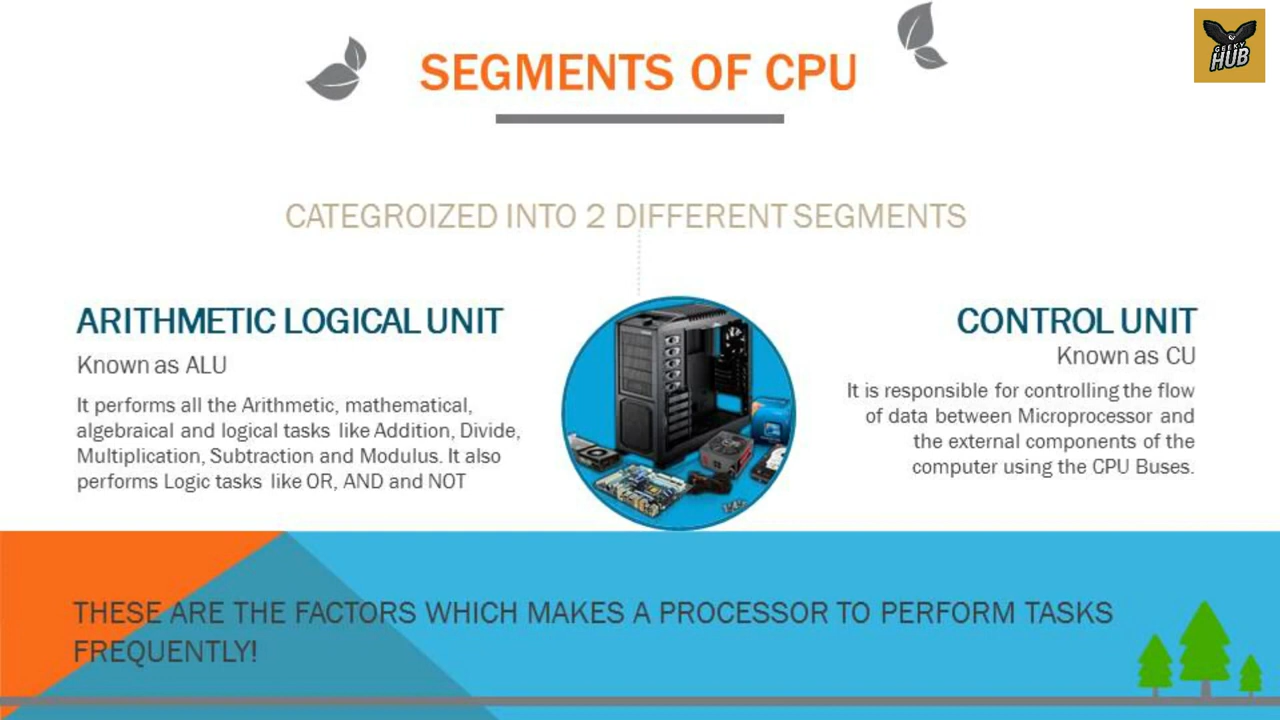 SEGMENTS OF CPU
GEEKY
HUB
CATEGROIZED INTO 2 DIFFERENT SEGMENTS
ARITHMETIC LOGICAL UNIT
Known as ALU
It performs all the Arithmetic, mathematical,
algebraical and logical tasks like Addition, Divide,
Multiplication, Subtraction and Modulus. It also
performs Logic tasks like OR, AND and NOT
CONTROL UNIT
Known as CU
It is responsible for controlling the flow
of data between Microprocessor and
the external components of the
computer using the CPU Buses.
THESE ARE THE FACTORS WHICH MAKES A PROCESSOR TO PERFORM TASKS
FREQUENTLY!